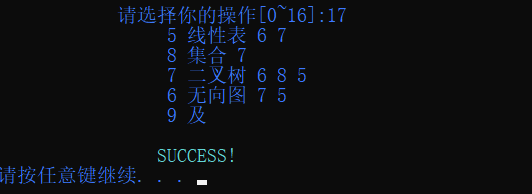 请选择你的操作[0~16]:17
5 线性表 6 7
8 集合 7
7 二叉树 6 8 5
6 无向图 7 5
9 及
SUCCESS!
请按任意键继续. . .